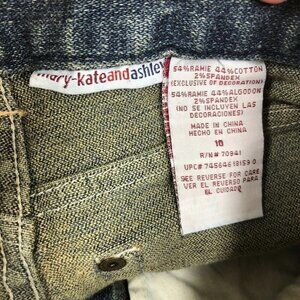 mary-kateandashley
54%RAMIE 44%COTTON
2%SPANDEX
(EXCLUSIVE OF DECORATION)
54%RAMIE 44%ALGODON
2%SPANDEX
(NO SE INCLUYEN LAS
DECORACIONES)
MADE IN CHINA
HECHO EN CHINA
10
R/N# 70941
SEE REVERSE FOR CARE
VER EL REVERSO PARA
EL CUIDADO